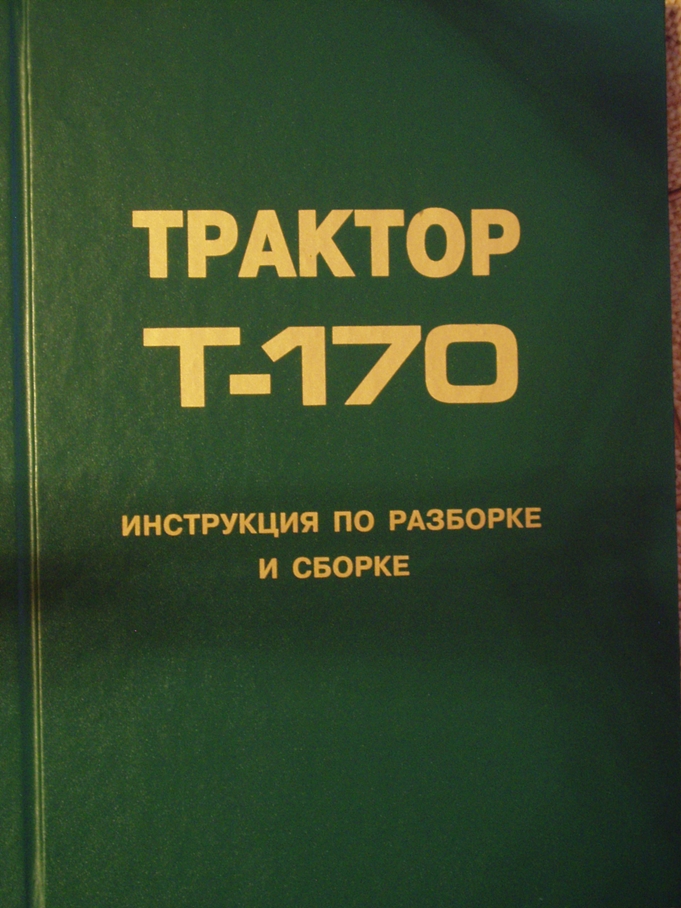 ТРАКТОР
Т-170
ИНСТРУКЦИЯ ПО РАЗБОРКЕ
И СБОРКЕ